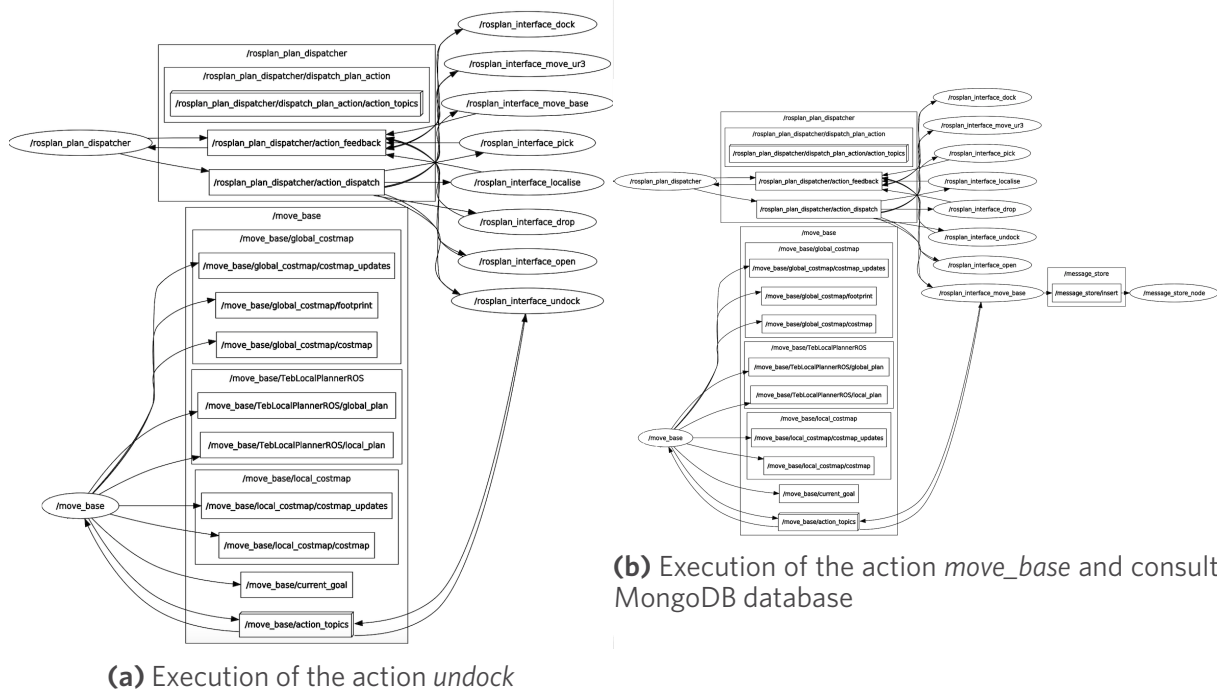 /rosplan_interface_dock
/rosplan_plan_dispatcher
/rosplan_interface_move_ur3
/rosplan_plan_dispatcher/dispatch_plan_action
/rosplan_plan_dispatcher/dispatch_plan_action/action_topics
/rosplan_interface_move_base
/rosplan_plan_dispatcher
/rosplan_plan_dispatcher/action_feedback
/rosplan_interface_pick
/rosplan_plan_dispatcher/action_dispatch
/rosplan_interface_localise
/move_base
/rosplan_interface_drop
/move_base/global_costmap
/move_base/global_costmap/costmap_updates
/rosplan_interface_open
/move_base/global_costmap/footprint
/rosplan_interface_undock
/move_base/global_costmap/costmap
/move_base/TebLocalPlannerROS
/move_base/TebLocalPlannerROS/global_plan
/move_base/TebLocalPlannerROS/local_plan
/move_base/local_costmap
/move_base
/move_base/local_costmap/costmap_updates
/move_base/local_costmap/costmap
/move_base/current_goal
/move_base/action_topics
(a) Execution of the action undock
/rosplan_interface_dock
/rosplan_plan_dispatcher
/rosplan_interface_move_ur3
/rosplan_plan_dispatcher/dispatch_plan_action
/rosplan_plan_dispatcher/dispatch_plan_action/action_topics
/rosplan_interface_pick
/rosplan_plan_dispatcher
/rosplan_plan_dispatcher/action_feedback
/rosplan_interface_localise
/rosplan_plan_dispatcher/action_dispatch
/rosplan_interface_drop
/move_base
/rosplan_interface_undock
/move_base/global_costmap
/move_base/global_costmap/costmap_updates
/rosplan_interface_open
/message_store
/move_base/global_costmap/footprint
/rosplan_interface_move_base
/message_store/insert
/message_store_node
/move_base/global_costmap/costmap
/move_base/TebLocalPlannerROS
/move_base/TebLocalPlannerROS/global_plan
/move_base/TebLocalPlannerROS/local_plan
/move_base/local_costmap
/move_base
/move_base/local_costmap/costmap_updates
/move_base/local_costmap/costmap
/move_base/current_goal
/move_base/action_topics
(b) Execution of the action move_base and consult
MongoDB database